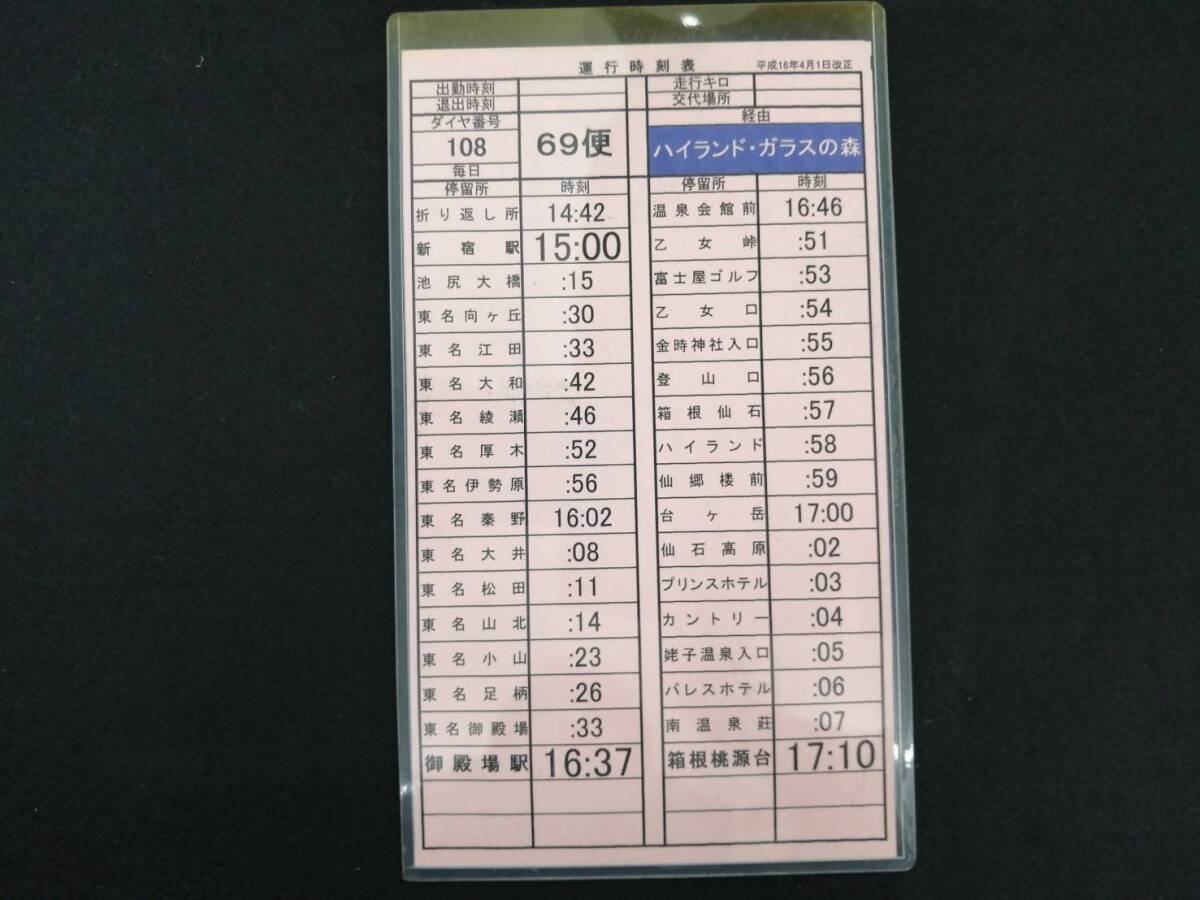 運行時刻表 平成16年4月1日改正
出勤時刻 走行キロ
退出時刻 交代場所
ダイヤ番号 69便 経由
108 ハイランド・ガラスの森
毎日
停留所 時刻 停留所 時刻
折り返し所 14:42 温泉会館前 16:46
新宿駅 15:00 乙女峠 :51
池尻大橋 :15 富士屋ゴルフ :53
東名向ヶ丘 :30 乙女口 :54
東名江田 :33 金時神社入口 :55
東名大和 :42 登山口 :56
東名綾瀬 :46 箱根仙石 :57
東名厚木 :52 ハイランド :58
東名伊勢原 :56 仙郷楼前 :59
東名秦野 16:02 台ヶ岳 17:00
東名大井 :08 仙石高原 :02
東名松田 :11 プリンスホテル :03
東名山北 :14 カントリー :04
東名小山 :23 姥子温泉入口 :05
東名足柄 :26 パレスホテル :06
東名御殿場 :33 南温泉荘 :07
御殿場駅 16:37 箱根桃源台 17:10